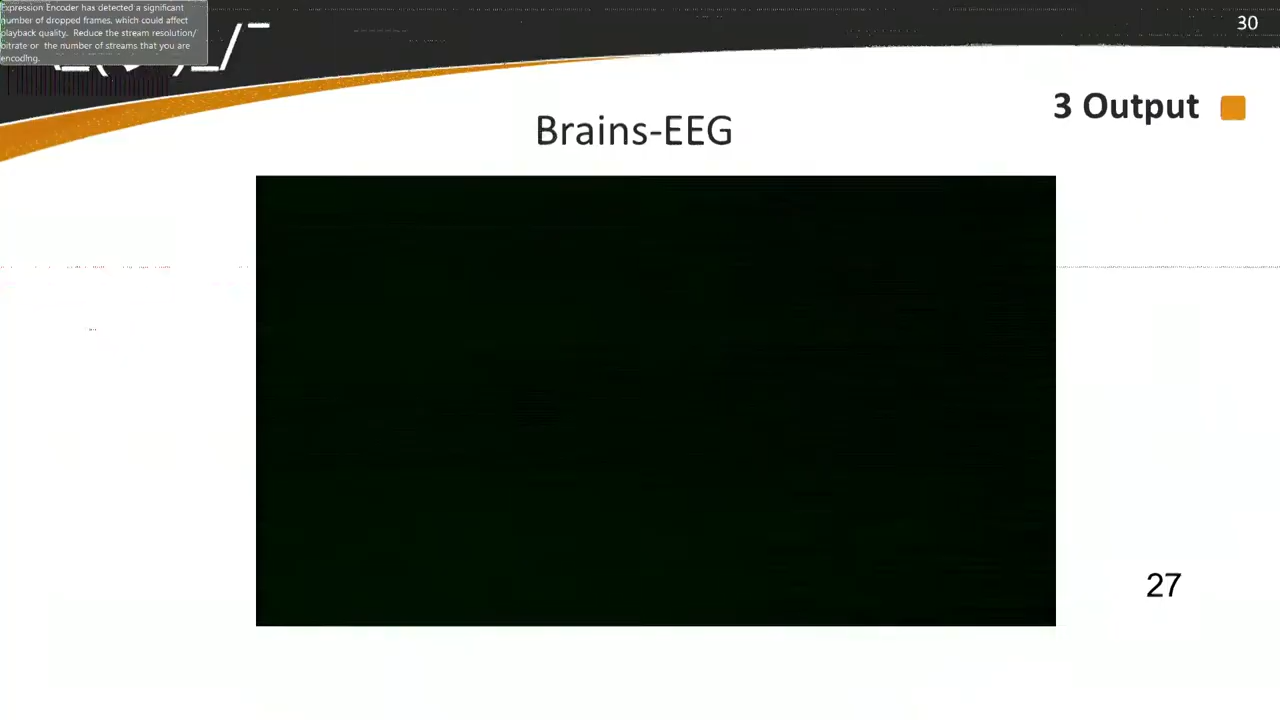 xpression Encoder has detected a significant
number of dropped frames, which could affect
playback quality. Reduce the stream resolution/
bitrate or the number of streams that you are
encoding.
30
3 Output
Brains-EEG
27